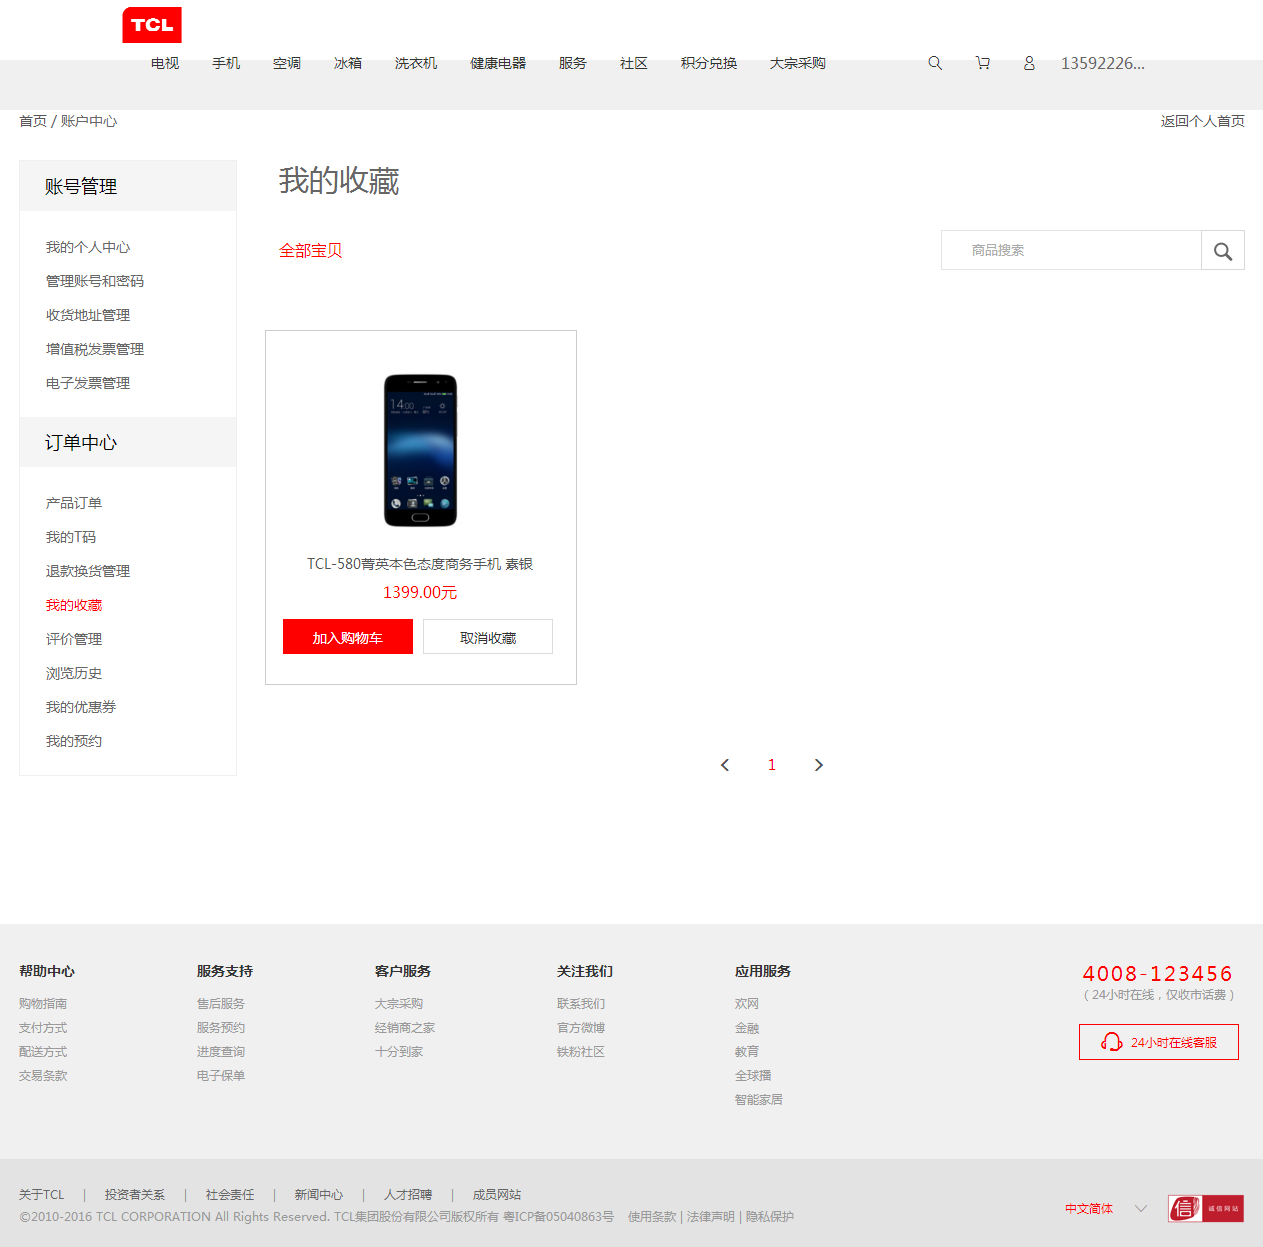 TCL
电视 手机 空调 冰箱 洗衣机 健康电器 服务 社区 积分兑换 大宗采购 13592226...
首页 / 账户中心 返回个人首页
账号管理
我的个人中心
管理账号和密码
收货地址管理
增值税发票管理
电子发票管理
订单中心
产品订单
我的T码
退款换货管理
我的收藏
评价管理
浏览历史
我的优惠券
我的预约
我的收藏
全部宝贝 商品搜索
14:00
TCL-580菁英本色态度商务手机 素银
1399.00元
加入购物车 取消收藏
1
帮助中心
购物指南
支付方式
配送方式
交易条款
服务支持
售后服务
服务预约
进度查询
电子保单
客户服务
大宗采购
经销商之家
十分到家
关注我们
联系我们
官方微博
铁粉社区
应用服务
欢网
金融
教育
全球播
智能家居
4008-123456
（24小时在线，仅收市话费）
24小时在线客服
关于TCL | 投资者关系 | 社会责任 | 新闻中心 | 人才招聘 | 成员网站
©2010-2016 TCL CORPORATION All Rights Reserved. TCL集团股份有限公司版权所有 粤ICP备05040863号 使用条款 | 法律声明 | 隐私保护
中文简体
信 诚信网站